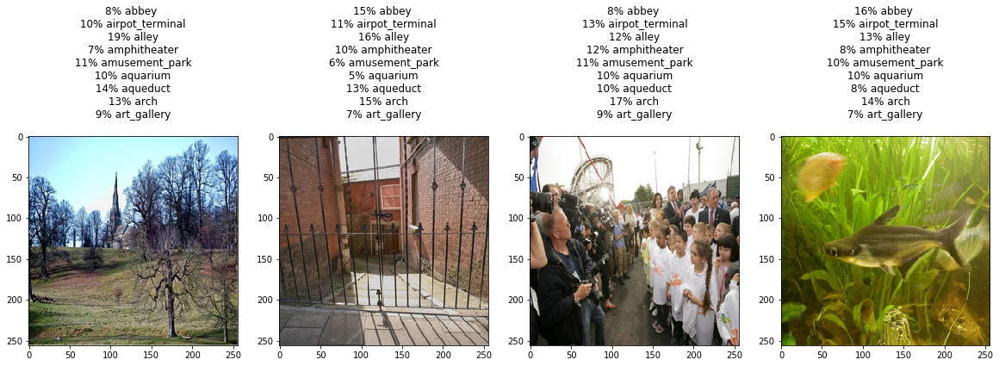 8% abbey
10% airpot_terminal
19% alley
7% amphitheater
11% amusement_park
10% aquarium
14% aqueduct
13% arch
9% art_gallery
15% abbey
11% airpot_terminal
16% alley
10% amphitheater
6% amusement_park
5% aquarium
13% aqueduct
15% arch
7% art_gallery
8% abbey
13% airpot_terminal
12% alley
12% amphitheater
11% amusement_park
10% aquarium
10% aqueduct
17% arch
9% art_gallery
16% abbey
15% airpot_terminal
13% alley
8% amphitheater
10% amusement_park
10% aquarium
8% aqueduct
14% arch
7% art_gallery
0
50
100
150
200
250
0 50 100 150 200 250
0
50
100
150
200
250
0 50 100 150 200 250
0
50
100
150
200
250
0 50 100 150 200 250
0
50
100
150
200
250
0 50 100 150 200 250